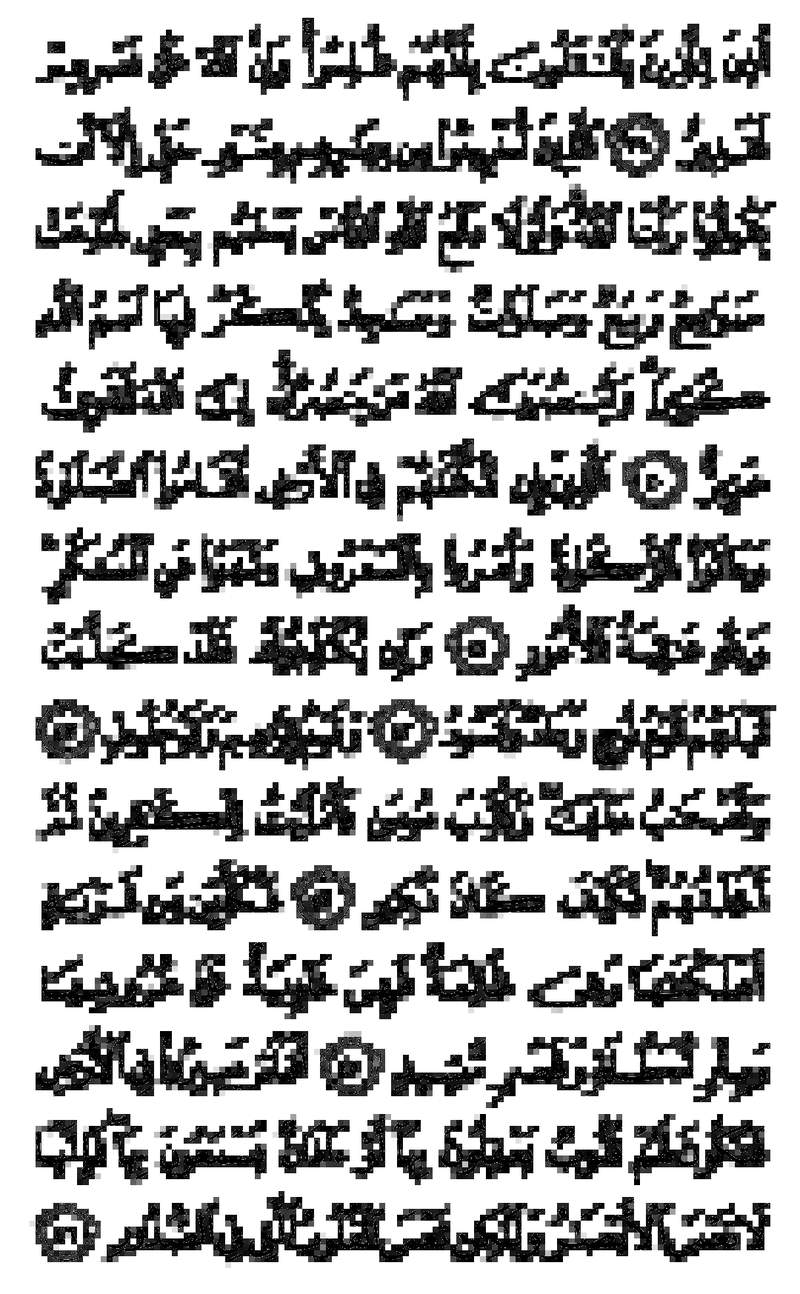 أذن للذين يقاتلون بأنهم ظلموا وإن الله على نصرهم
لقدير الذين أخرجوا من ديارهم بغير حق إلا أن
يقولوا ربنا الله ولولا دفع الله الناس بعضهم ببعض لهدمت
صوامع وبيع وصلوات ومساجد يذكر فيها اسم الله
كثيرا ولينصرن الله من ينصره إن الله لقوي
عزيز الذين إن مكناهم في الأرض أقاموا الصلاة
وآتوا الزكاة وأمروا بالمعروف ونهوا عن المنكر
ولله عاقبة الأمور وإن يكذبوك فقد كذبت
قبلهم قوم نوح وعاد وثمود وقوم إبراهيم وقوم لوط
وأصحاب مدين وكذب موسى فأمليت للكافرين ثم
أخذتهم فكيف كان نكير فكأين من قرية
أهلكناها وهي ظالمة فهي خاوية على عروشها
وبئر معطلة وقصر مشيد أفلم يسيروا في الأرض
فتكون لهم قلوب يعقلون بها أو آذان يسمعون بها فإنها
لا تعمى الأبصار ولكن تعمى القلوب التي في الصدور